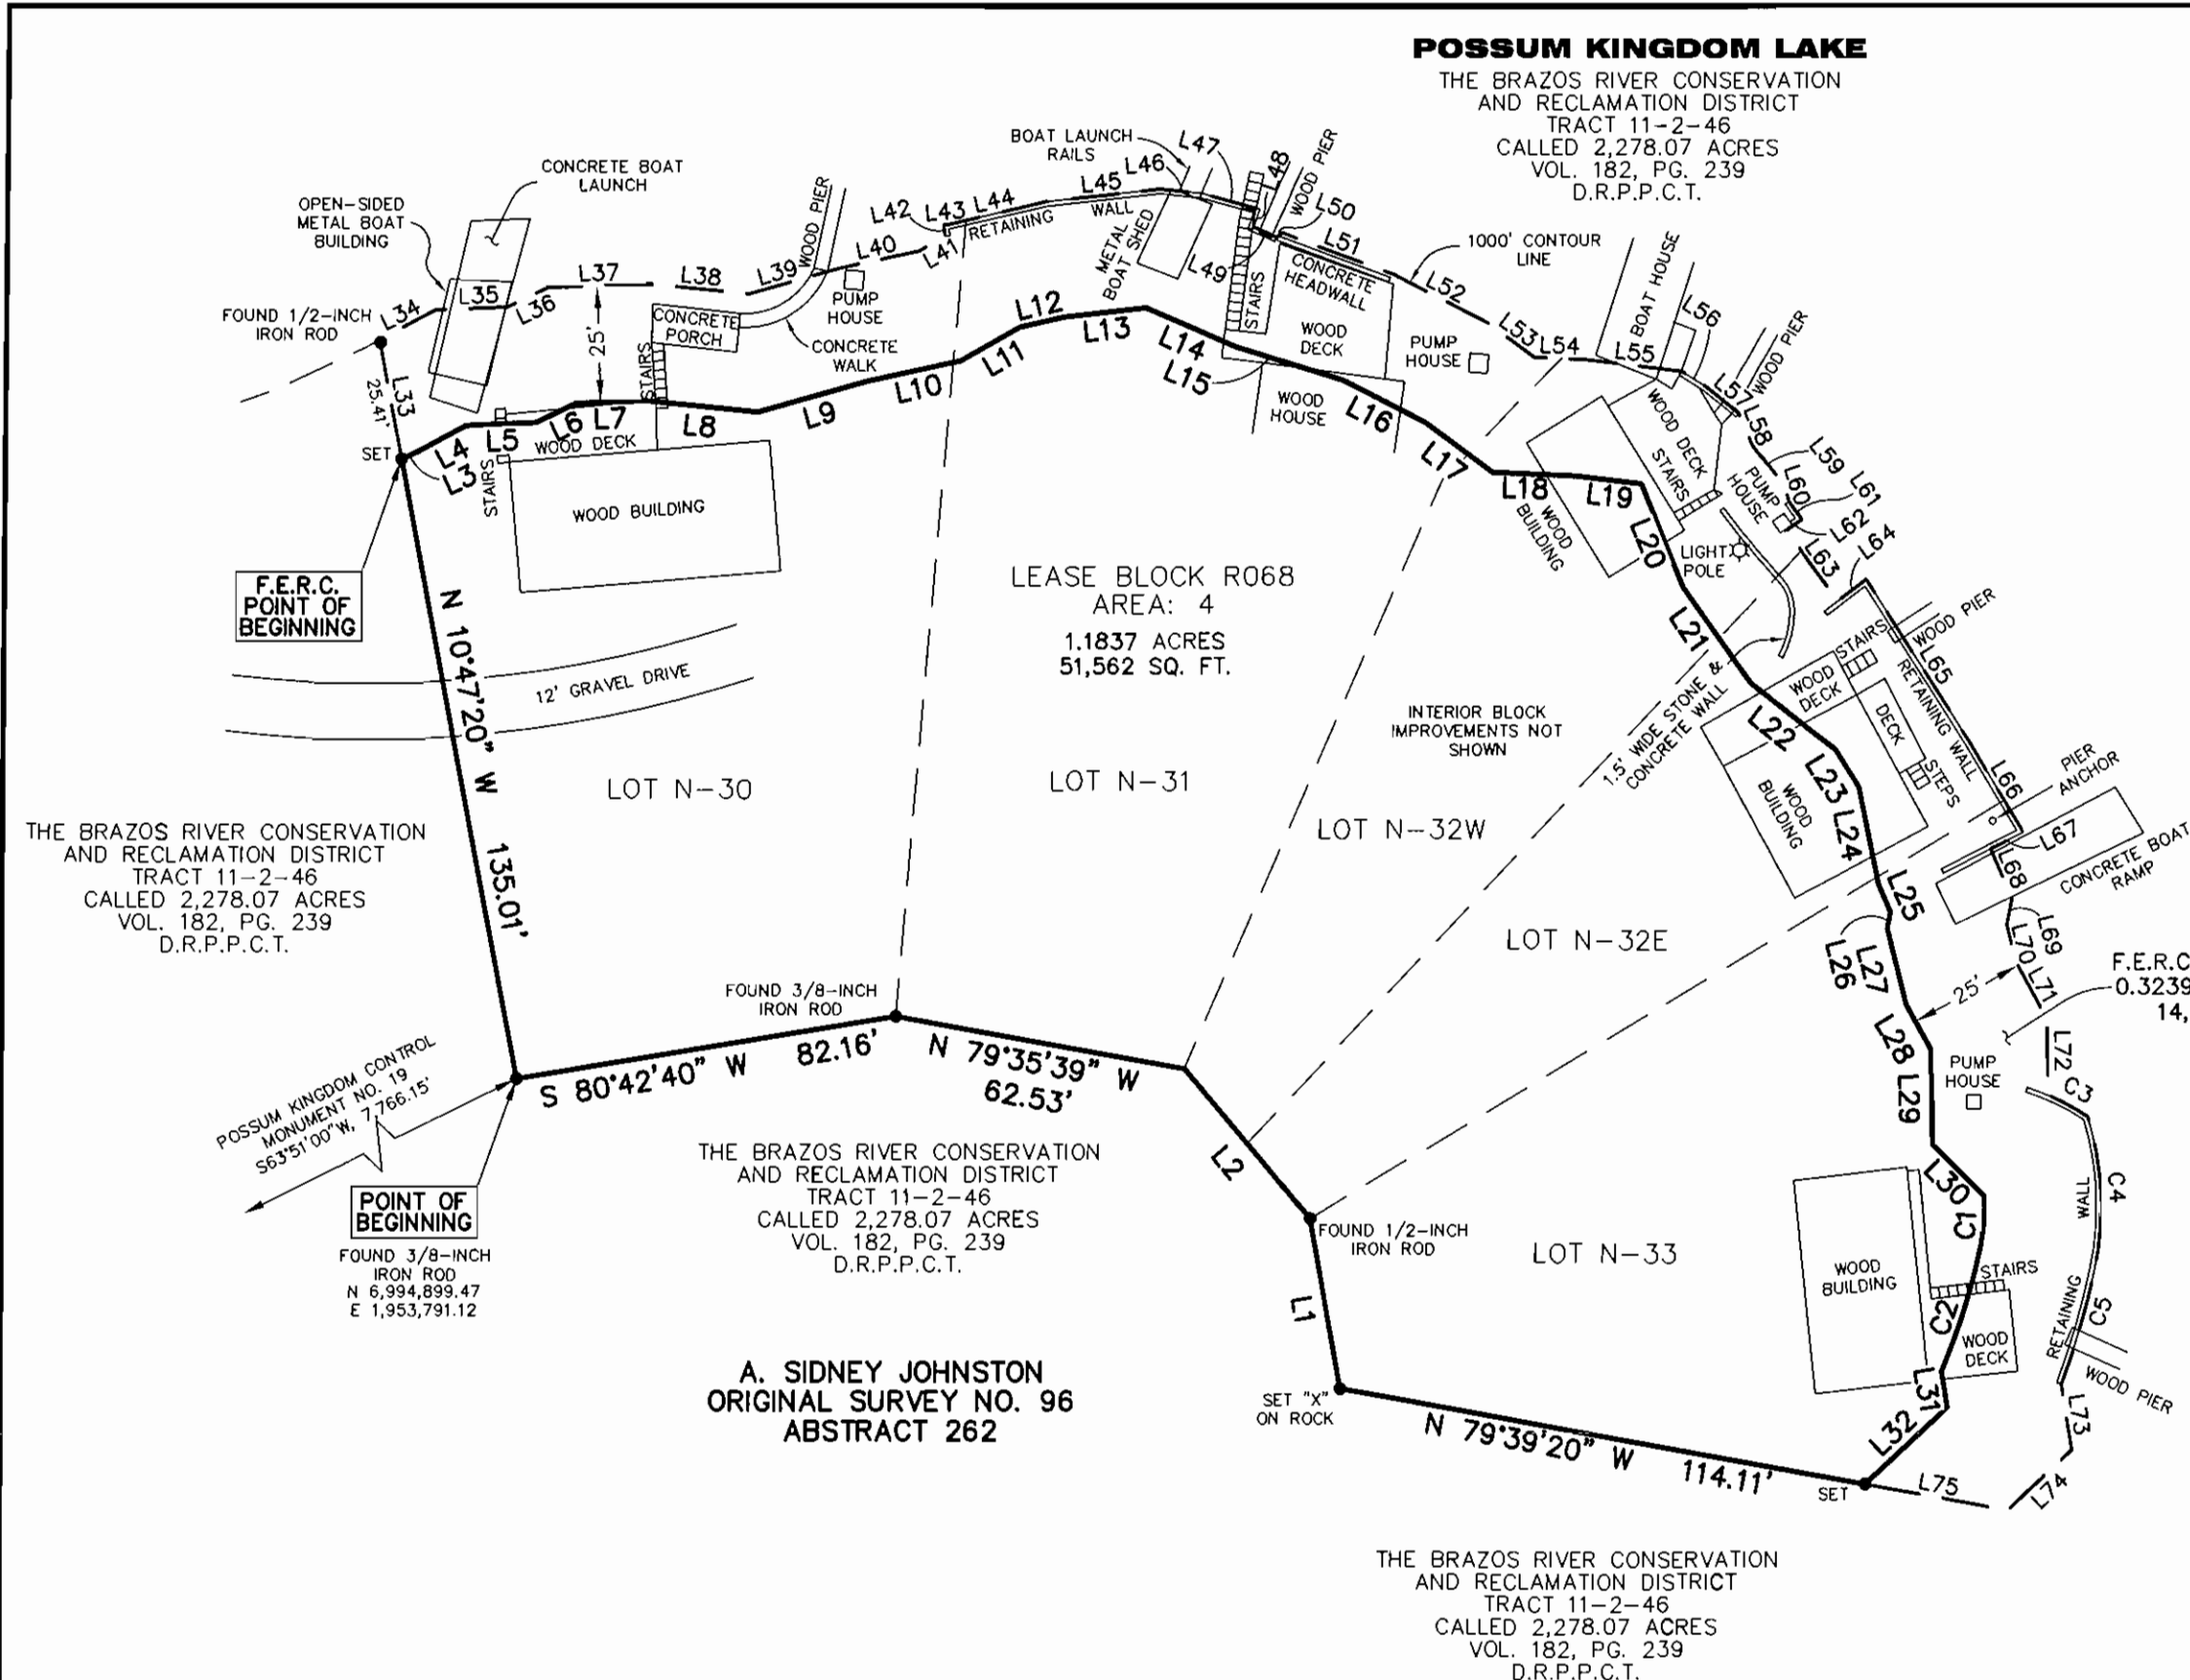 POSSUM KINGDOM LAKE
THE BRAZOS RIVER CONSERVATION
AND RECLAMATION DISTRICT
TRACT 11-2-46
CALLED 2,278.07 ACRES
VOL. 182, PG. 239
D.R.P.P.C.T.
CONCRETE BOAT
LAUNCH
OPEN-SIDED
METAL BOAT
BUILDING
FOUND 1/2-INCH
IRON ROD
L34
L35
L36
L37
L38
L39
L40
L41
L42
L43
L44
L45
L46
L47
L48
L49
L50
L51
L52
L53
L54
L55
L56
L57
L58
L59
L60
L61
L62
L63
L64
L65
L66
L67
L68
L69
L70
L71
L72
C3
C4
C5
L73
L74
L75
25'
WOOD PIER
PUMP
HOUSE
CONCRETE
PORCH
CONCRETE
WALK
STAIRS
RETAINING
WALL
BOAT LAUNCH
RAILS
METAL
BOAT SHED
WOOD PIER
STAIRS
CONCRETE
HEADWALL
WOOD
DECK
WOOD
HOUSE
1000' CONTOUR
LINE
PUMP
HOUSE
BOAT HOUSE
WOOD PIER
WOOD DECK
STAIRS
PUMP
HOUSE
WOOD
BUILDING
LIGHT
POLE
L33
25.41'
SET
L3
L4
L5
L6
L7
L8
L9
L10
L11
L12
L13
L14
L15
L16
L17
L18
L19
L20
L21
L22
L23
L24
L25
L26
L27
L28
L29
L30
C1
C2
L31
L32
STAIRS
WOOD DECK
WOOD BUILDING
F.E.R.C.
POINT OF
BEGINNING
N 10°47'20" W 135.01'
12' GRAVEL DRIVE
LEASE BLOCK R068
AREA: 4
1.1837 ACRES
51,562 SQ. FT.
INTERIOR BLOCK
IMPROVEMENTS NOT
SHOWN
1.5' WIDE STONE &
CONCRETE WALL
WOOD
DECK
STAIRS
WOOD PIER
RETAINING WALL
DECK
STEPS
WOOD
BUILDING
PIER
ANCHOR
CONCRETE BOAT
RAMP
LOT N-30
LOT N-31
LOT N-32W
LOT N-32E
LOT N-33
THE BRAZOS RIVER CONSERVATION
AND RECLAMATION DISTRICT
TRACT 11-2-46
CALLED 2,278.07 ACRES
VOL. 182, PG. 239
D.R.P.P.C.T.
25'
F.E.R.C
0.3239
14,
PUMP
HOUSE
FOUND 3/8-INCH
IRON ROD
S 80°42'40" W 82.16'
N 79°35'39" W
62.53'
L2
FOUND 1/2-INCH
IRON ROD
L1
POSSUM KINGDOM CONTROL
MONUMENT NO. 19
S63°51'00"W, 7,766.15'
POINT OF
BEGINNING
FOUND 3/8-INCH
IRON ROD
N 6,994,899.47
E 1,953,791.12
THE BRAZOS RIVER CONSERVATION
AND RECLAMATION DISTRICT
TRACT 11-2-46
CALLED 2,278.07 ACRES
VOL. 182, PG. 239
D.R.P.P.C.T.
WOOD
BUILDING
STAIRS
WOOD
DECK
RETAINING WALL
WOOD PIER
A. SIDNEY JOHNSTON
ORIGINAL SURVEY NO. 96
ABSTRACT 262
SET "X"
ON ROCK
N 79°39'20" W 114.11'
SET
THE BRAZOS RIVER CONSERVATION
AND RECLAMATION DISTRICT
TRACT 11-2-46
CALLED 2,278.07 ACRES
VOL. 182, PG. 239
D.R.P.P.C.T.